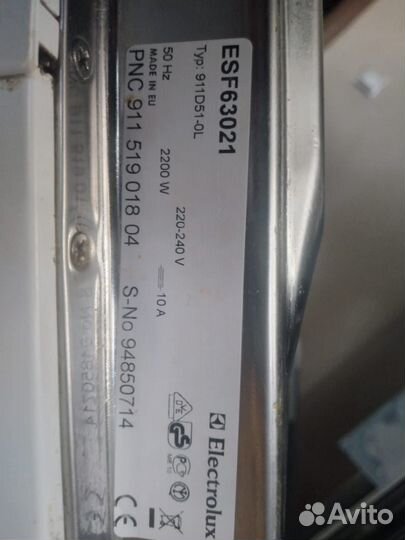 ESF63021
Typ: 911D51-0L
220-240 V 10 A
50 Hz 2200 W
MADE IN EU
PNC 911 519 018 04 S-No 94850714
Electrolux
CE
Avito